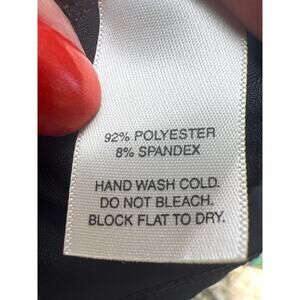 92% POLYESTER
8% SPANDEX
HAND WASH COLD.
DO NOT BLEACH.
BLOCK FLAT TO DRY.